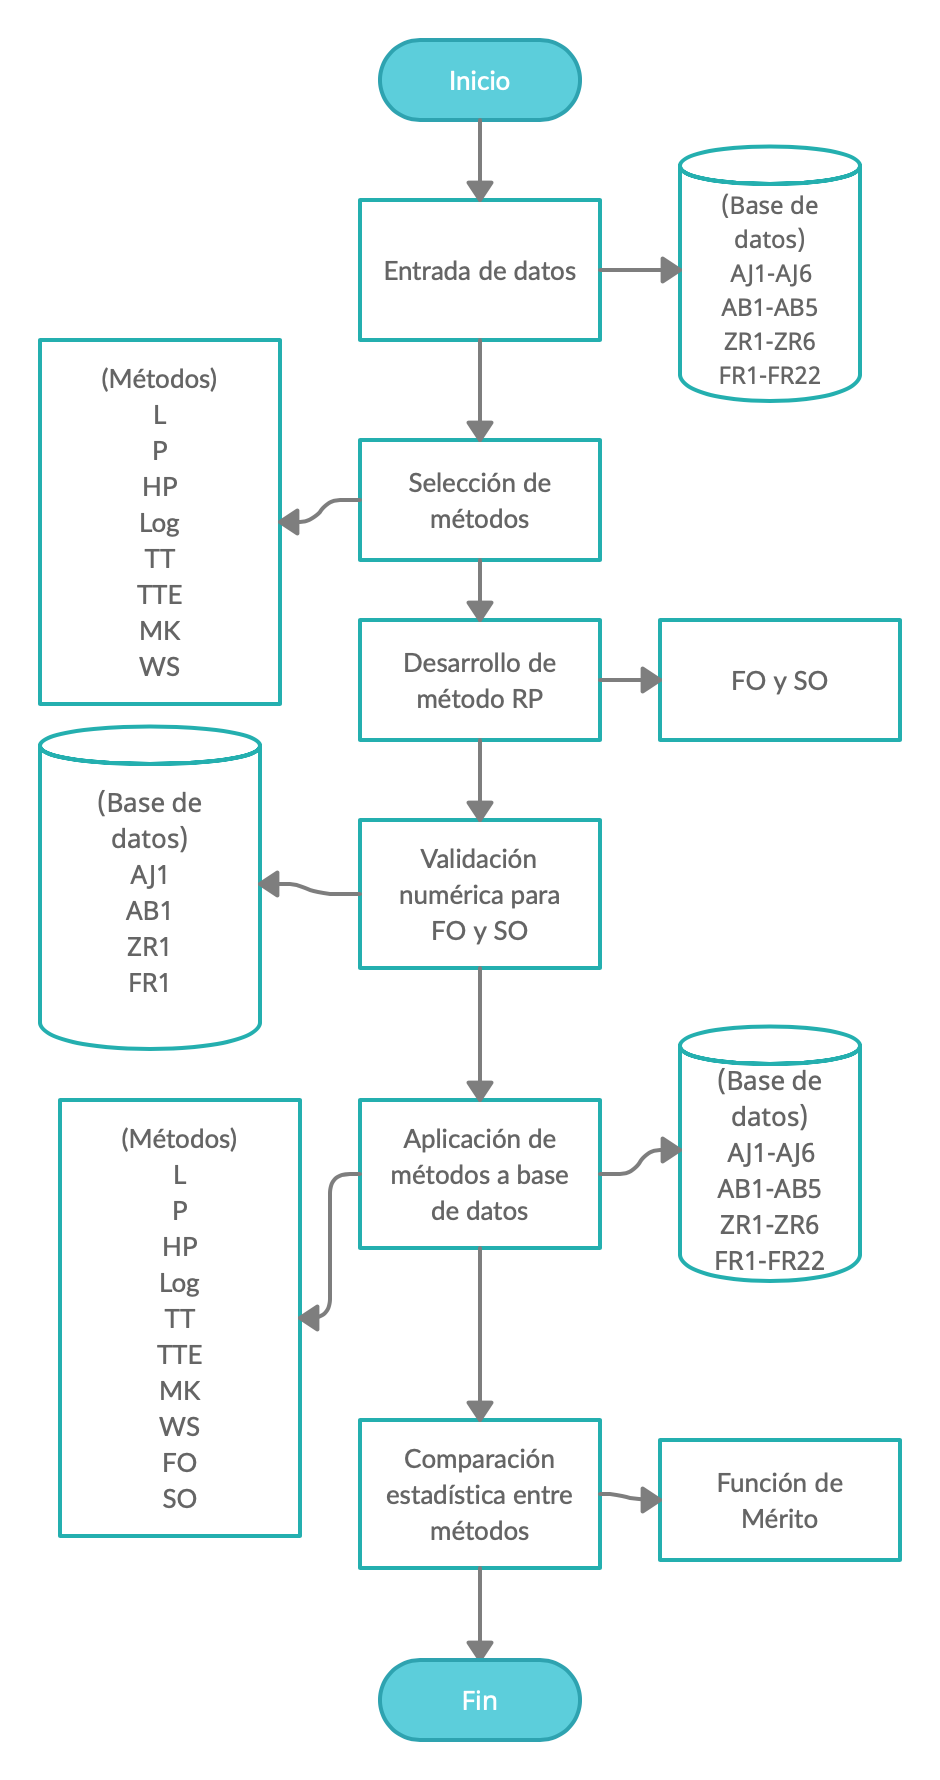 Inicio
Entrada de datos
(Base de
datos)
AJ1-AJ6
AB1-AB5
ZR1-ZR6
FR1-FR22
(Métodos)
L
P
HP
Log
TT
TTE
MK
WS
Selección de
métodos
Desarrollo de
método RP
FO y SO
(Base de
datos)
AJ1
AB1
ZR1
FR1
Validación
numérica para
FO y SO
(Métodos)
L
P
HP
Log
TT
TTE
MK
WS
FO
SO
Aplicación de
métodos a base
de datos
(Base de
datos)
AJ1-AJ6
AB1-AB5
ZR1-ZR6
FR1-FR22
Comparación
estadística entre
métodos
Función de
Mérito
Fin